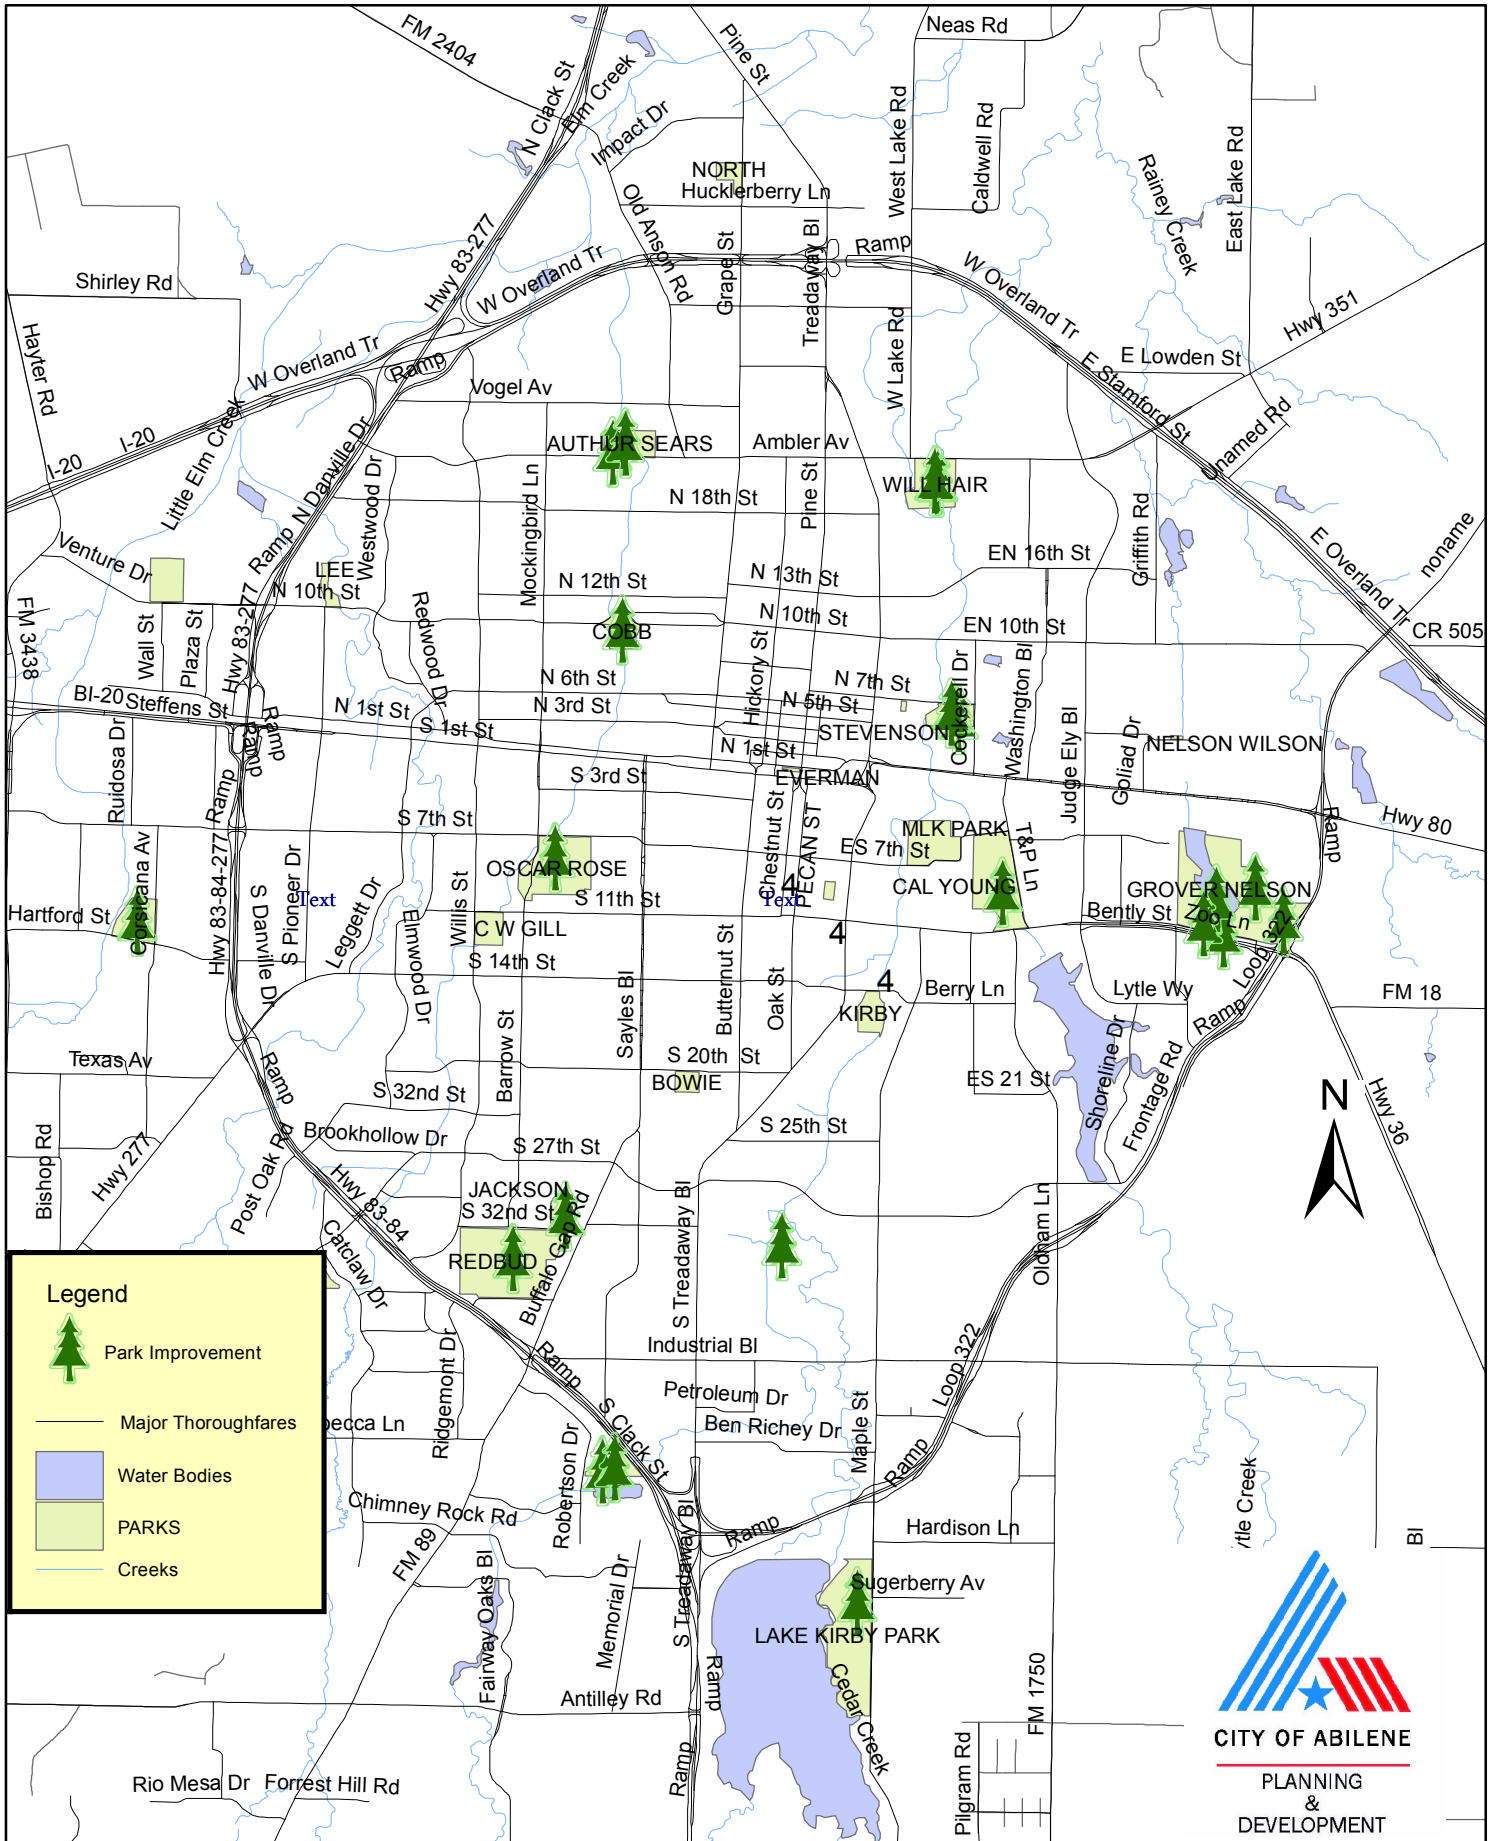 FM 2404
N Clack St
Elm Creek
Pine St
Neas Rd
Impact Dr
West Lake Rd
Caldwell Rd
East Lake Rd
Rainey Creek
NORTH
Hucklerberry Ln
Old Anson Rd
Hwy 83-277
Grape St
Treadaway Bl
Ramp
Shirley Rd
W Overland Tr
W Overland Tr
Hayter Rd
W Overland Tr
Ramp
W Lake Rd
Hwy 351
E Lowden St
E Stamford St
Vogel Av
Unamed Rd
I-20
I-20
Little Elm Creek
N Danville Dr
Westwood Dr
AUTHUR SEARS
Ambler Av
Mockingbird Ln
N 18th St
Pine St
WILL HAIR
Griffith Rd
noname
E Overland Tr
Venture Dr
Ramp
LEE
N 10th St
EN 16th St
N 12th St
N 13th St
FM 3438
Wall St
Plaza St
Hwy 83-277
Redwood Dr
COBB
N 10th St
EN 10th St
CR 505
Hickory St
Cockerell Dr
Washington Bl
BI-20
Steffens St
Ramp
Ramp
N 6th St
N 7th St
N 1st St
S 1st St
N 3rd St
N 5th St
STEVENSON
N 1st St
NELSON WILSON
Judge Ely Bl
Goliad Dr
Ruidosa Dr
Ramp
S 3rd St
EVERMAN
Hwy 80
Ramp
S 7th St
Chestnut St
PECAN ST
MLK PARK
ES 7th St
T&P Ln
Corsicana Av
Hwy 83-84-277
S Danville Dr
S Pioneer Dr
Text
Leggett Dr
Elmwood Dr
Willis St
OSCAR ROSE
S 11th St
4
Text
CAL YOUNG
GROVER NELSON
Bently St
Zoo Ln
Loop 322
Hartford St
C W GILL
4
S 14th St
4
Sayles Bl
Butternut St
Oak St
KIRBY
Berry Ln
Lytle Wy
Ramp
FM 18
Texas Av
Ramp
Barrow St
S 20th St
BOWIE
S 32nd St
ES 21 St
Shoreline Dr
Frontage Rd
Hwy 36
N
Bishop Rd
Hwy 277
Post Oak Rd
Brookhollow Dr
S 27th St
S 25th St
Hwy 83-84
JACKSON
S 32nd St
Buffalo Gap Rd
REDBUD
S Treadaway Bl
Oldham Ln
Catclaw Dr
Legend
Park Improvement
Major Thoroughfares
Water Bodies
PARKS
Creeks
Ridgemont Dr
Ramp
Industrial Bl
Loop 322
Petroleum Dr
Ben Richey Dr
Maple St
Ramp
becca Ln
Robertson Dr
S Clack St
Chimney Rock Rd
FM 89
Ramp
Hardison Ln
ytle Creek
Bl
Fairway Oaks Bl
Memorial Dr
S Treadaway Bl
Sugerberry Av
LAKE KIRBY PARK
Cedar Creek
Antilley Rd
Ramp
Ramp
FM 1750
Pilgram Rd
Rio Mesa Dr
Forrest Hill Rd
CITY OF ABILENE
PLANNING
&
DEVELOPMENT